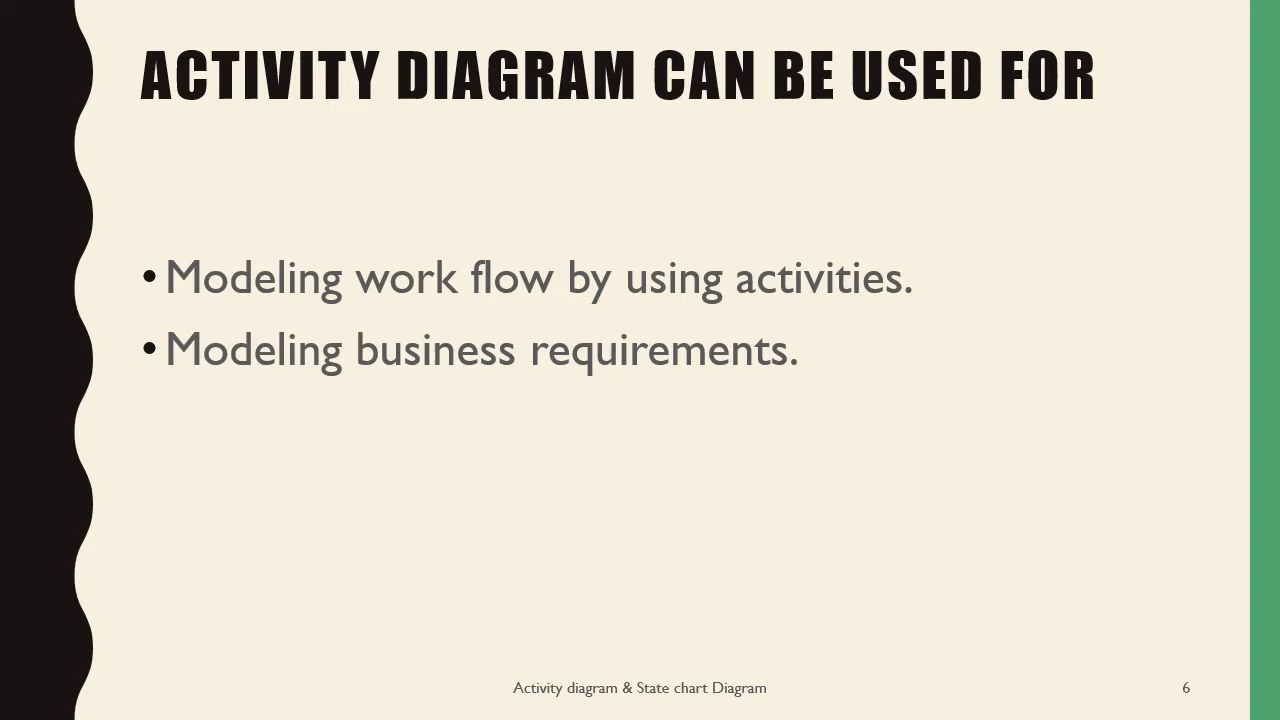 ACTIVITY DIAGRAM CAN BE USED FOR
• Modeling work flow by using activities.
• Modeling business requirements.
Activity diagram & State chart Diagram
6